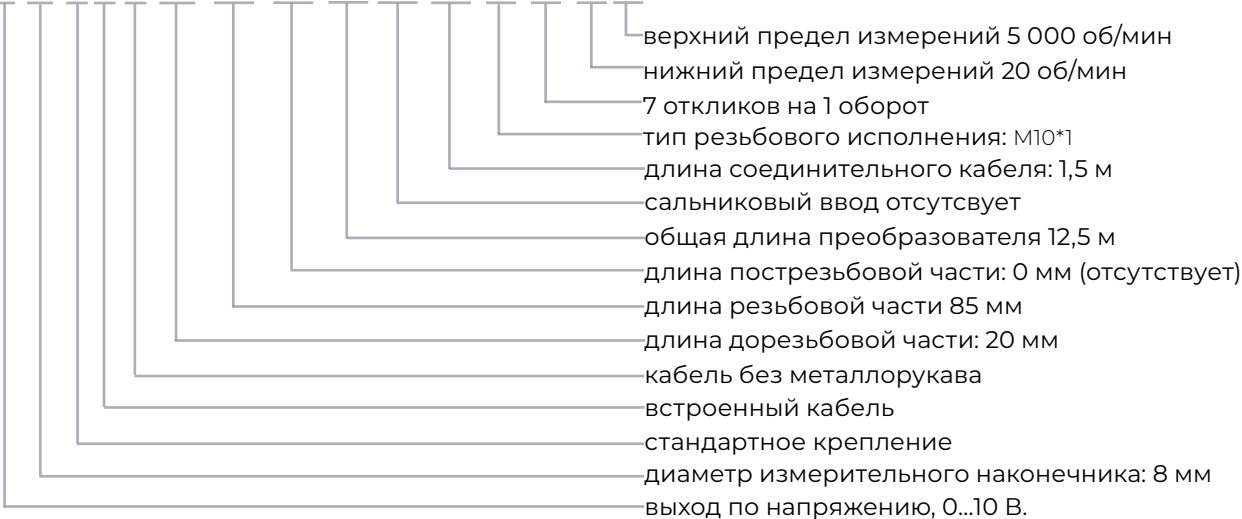 верхний предел измерений 5 000 об/мин
нижний предел измерений 20 об/мин
7 откликов на 1 оборот
тип резьбового исполнения: М10*1
длина соединительного кабеля: 1,5 м
сальниковый ввод отсутсвует
общая длина преобразователя 12,5 м
длина пострезьбовой части: 0 мм (отсутствует)
длина резьбовой части 85 мм
длина дорезьбовой части: 20 мм
кабель без металлорукава
встроенный кабель
стандартное крепление
диаметр измерительного наконечника: 8 мм
выход по напряжению, 0...10 В.